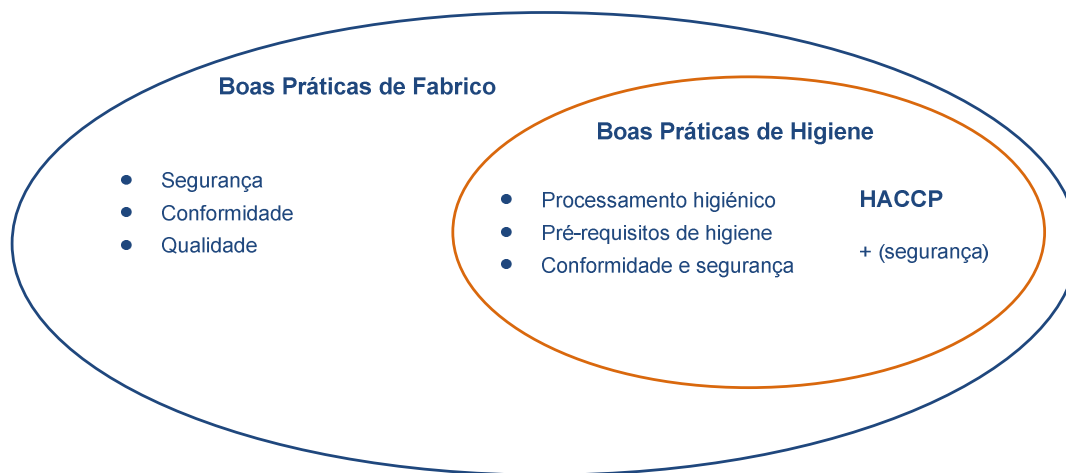 Boas Práticas de Fabrico
• Segurança
• Conformidade
• Qualidade
Boas Práticas de Higiene
• Processamento higiénico
• Pré-requisitos de higiene
• Conformidade e segurança
HACCP
+ (segurança)